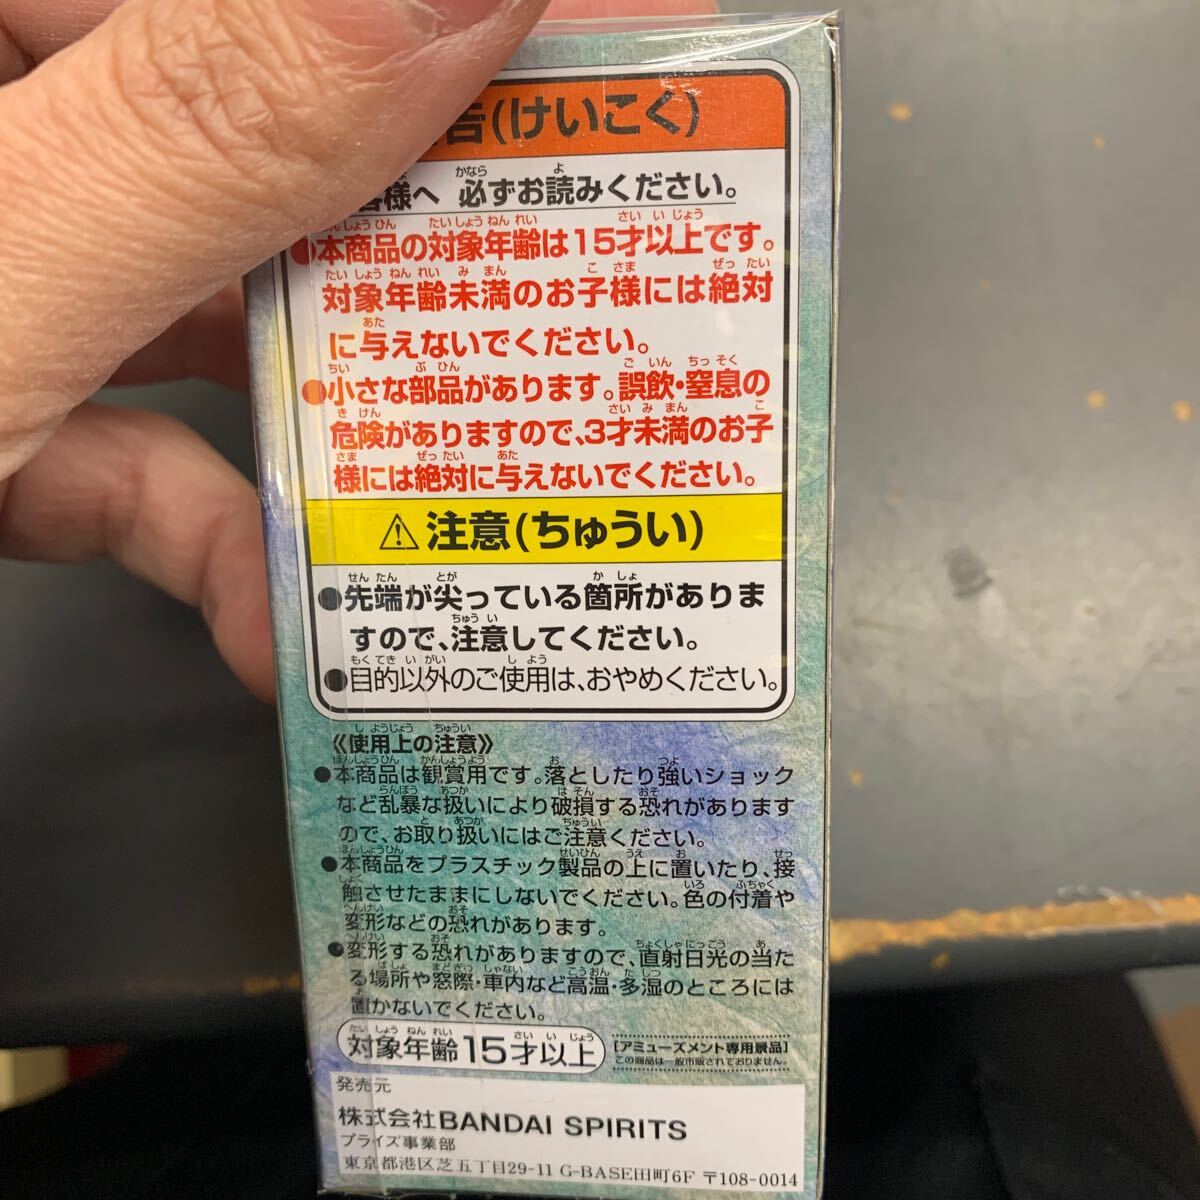 告(けいこく)
様へ 必ずお読みください。
●本商品の対象年齢は15才以上です。
対象年齢未満のお子様には絶対
に与えないでください。
●小さな部品があります。誤飲・窒息の
危険がありますので、3才未満のお子
様には絶対に与えないでください。
⚠注意(ちゅうい)
●先端が尖っている箇所がありま
すので、注意してください。
●目的以外のご使用は、おやめください。
《使用上の注意》
●本商品は観賞用です。落としたり強いショック
など乱暴な扱いにより破損する恐れがあります
ので、お取り扱いにはご注意ください。
●本商品をプラスチック製品の上に置いたり、接
触させたままにしないでください。色の付着や
変形などの恐れがあります。
●変形する恐れがありますので、直射日光の当た
る場所や窓際・車内など高温・多湿のところには
置かないでください。
対象年齢15才以上
[アミューズメント専用景品]
この商品は一般市販されておりません。
発売元
株式会社BANDAI SPIRITS
プライズ事業部
東京都港区芝五丁目29-11 G-BASE田町6F 〒108-0014